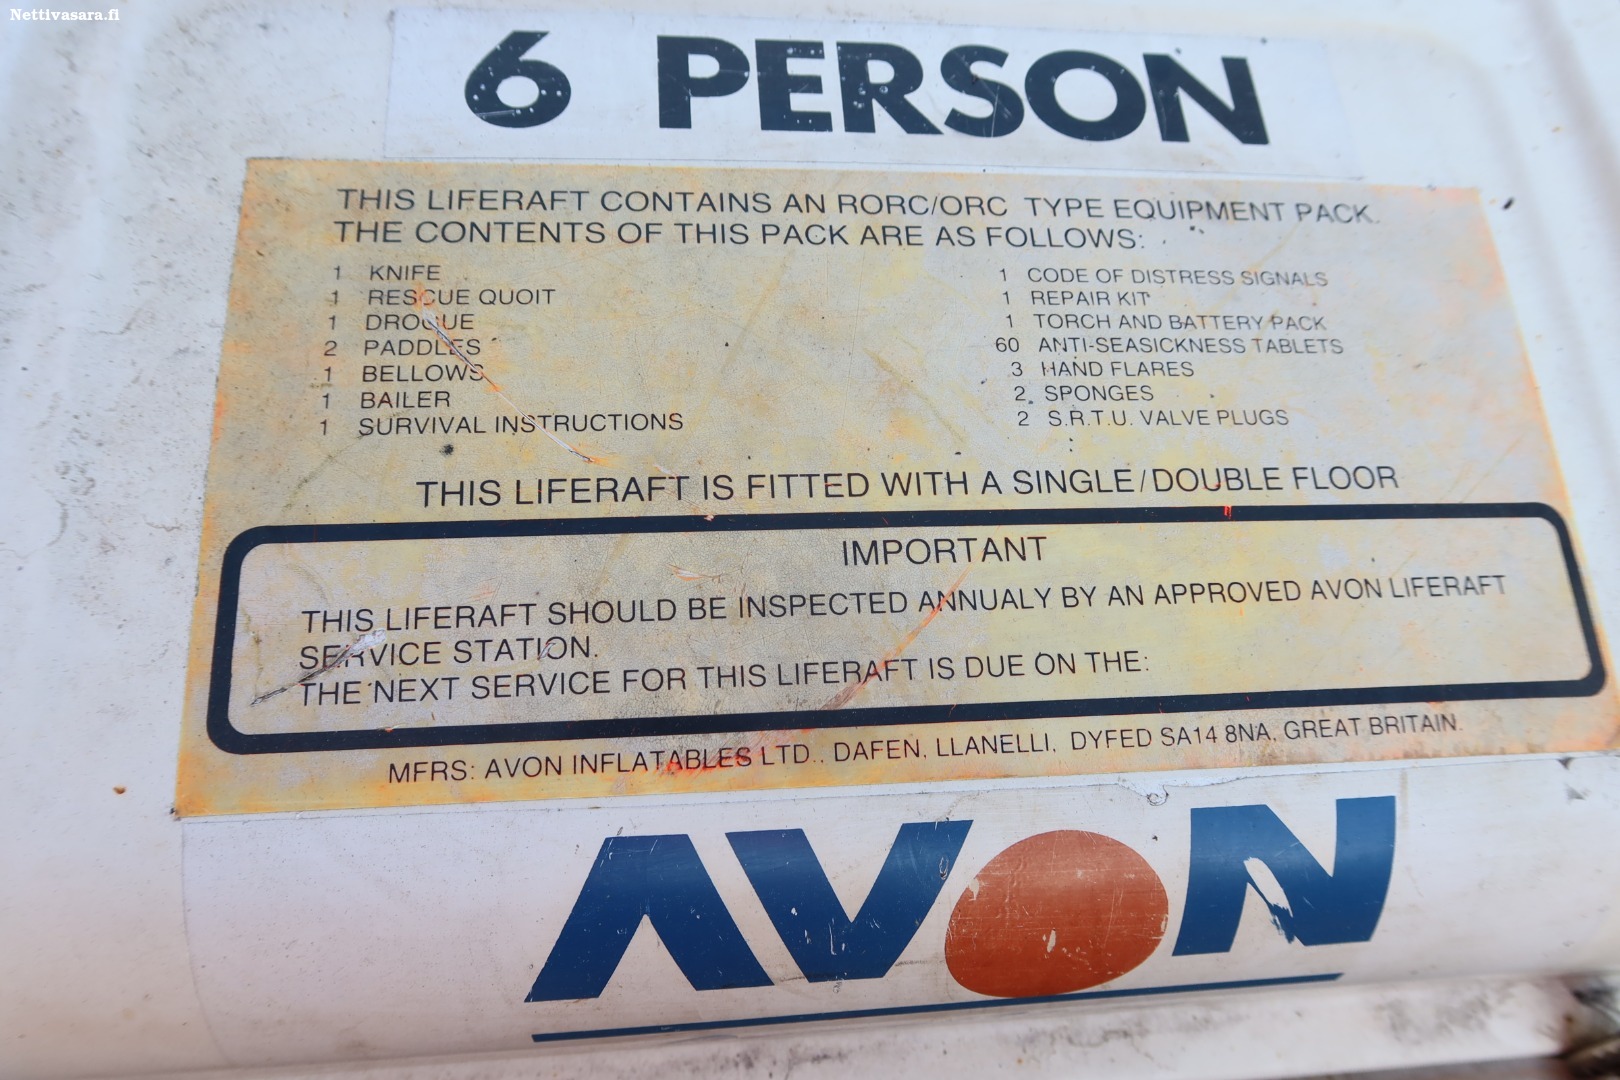 Nettivasara.fi
6 PERSON
THIS LIFERAFT CONTAINS AN RORC/ORC TYPE EQUIPMENT PACK.
THE CONTENTS OF THIS PACK ARE AS FOLLOWS:
1 KNIFE
1 RESCUE QUOIT
1 DROGUE
2 PADDLES
1 BELLOWS
1 BAILER
1 SURVIVAL INSTRUCTIONS
1 CODE OF DISTRESS SIGNALS
1 REPAIR KIT
1 TORCH AND BATTERY PACK
60 ANTI-SEASICKNESS TABLETS
3 HAND FLARES
2 SPONGES
2 S.R.T.U. VALVE PLUGS
THIS LIFERAFT IS FITTED WITH A SINGLE/DOUBLE FLOOR
IMPORTANT
THIS LIFERAFT SHOULD BE INSPECTED ANNUALY BY AN APPROVED AVON LIFERAFT
SERVICE STATION.
THE NEXT SERVICE FOR THIS LIFERAFT IS DUE ON THE:
MFRS: AVON INFLATABLES LTD., DAFEN, LLANELLI, DYFED SA14 8NA, GREAT BRITAIN.
AVON